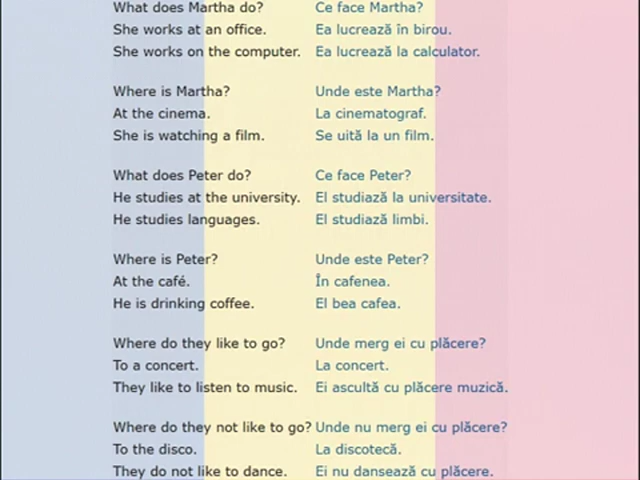 What does Martha do? Ce face Martha?
She works at an office. Ea lucrează în birou.
She works on the computer. Ea lucrează la calculator.
Where is Martha? Unde este Martha?
At the cinema. La cinematograf.
She is watching a film. Se uită la un film.
What does Peter do? Ce face Peter?
He studies at the university. El studiază la universitate.
He studies languages. El studiază limbi.
Where is Peter? Unde este Peter?
At the café. În cafenea.
He is drinking coffee. El bea cafea.
Where do they like to go? Unde merg ei cu plăcere?
To a concert. La concert.
They like to listen to music. Ei ascultă cu plăcere muzică.
Where do they not like to go? Unde nu merg ei cu plăcere?
To the disco. La discotecă.
They do not like to dance. Ei nu dansează cu plăcere.